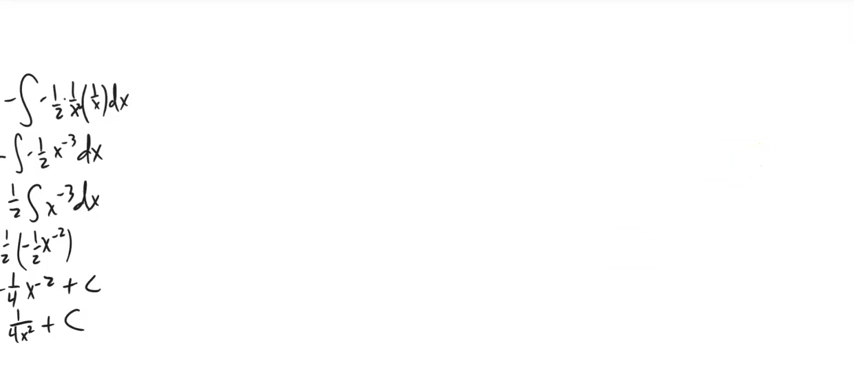 -∫ -1/2 · 1/x² (1/x) dx
-∫ -1/2 x⁻³ dx
1/2 ∫ x⁻³ dx
1/2 (-1/2 x⁻²)
-1/4 x⁻² + C
1/4x² + C